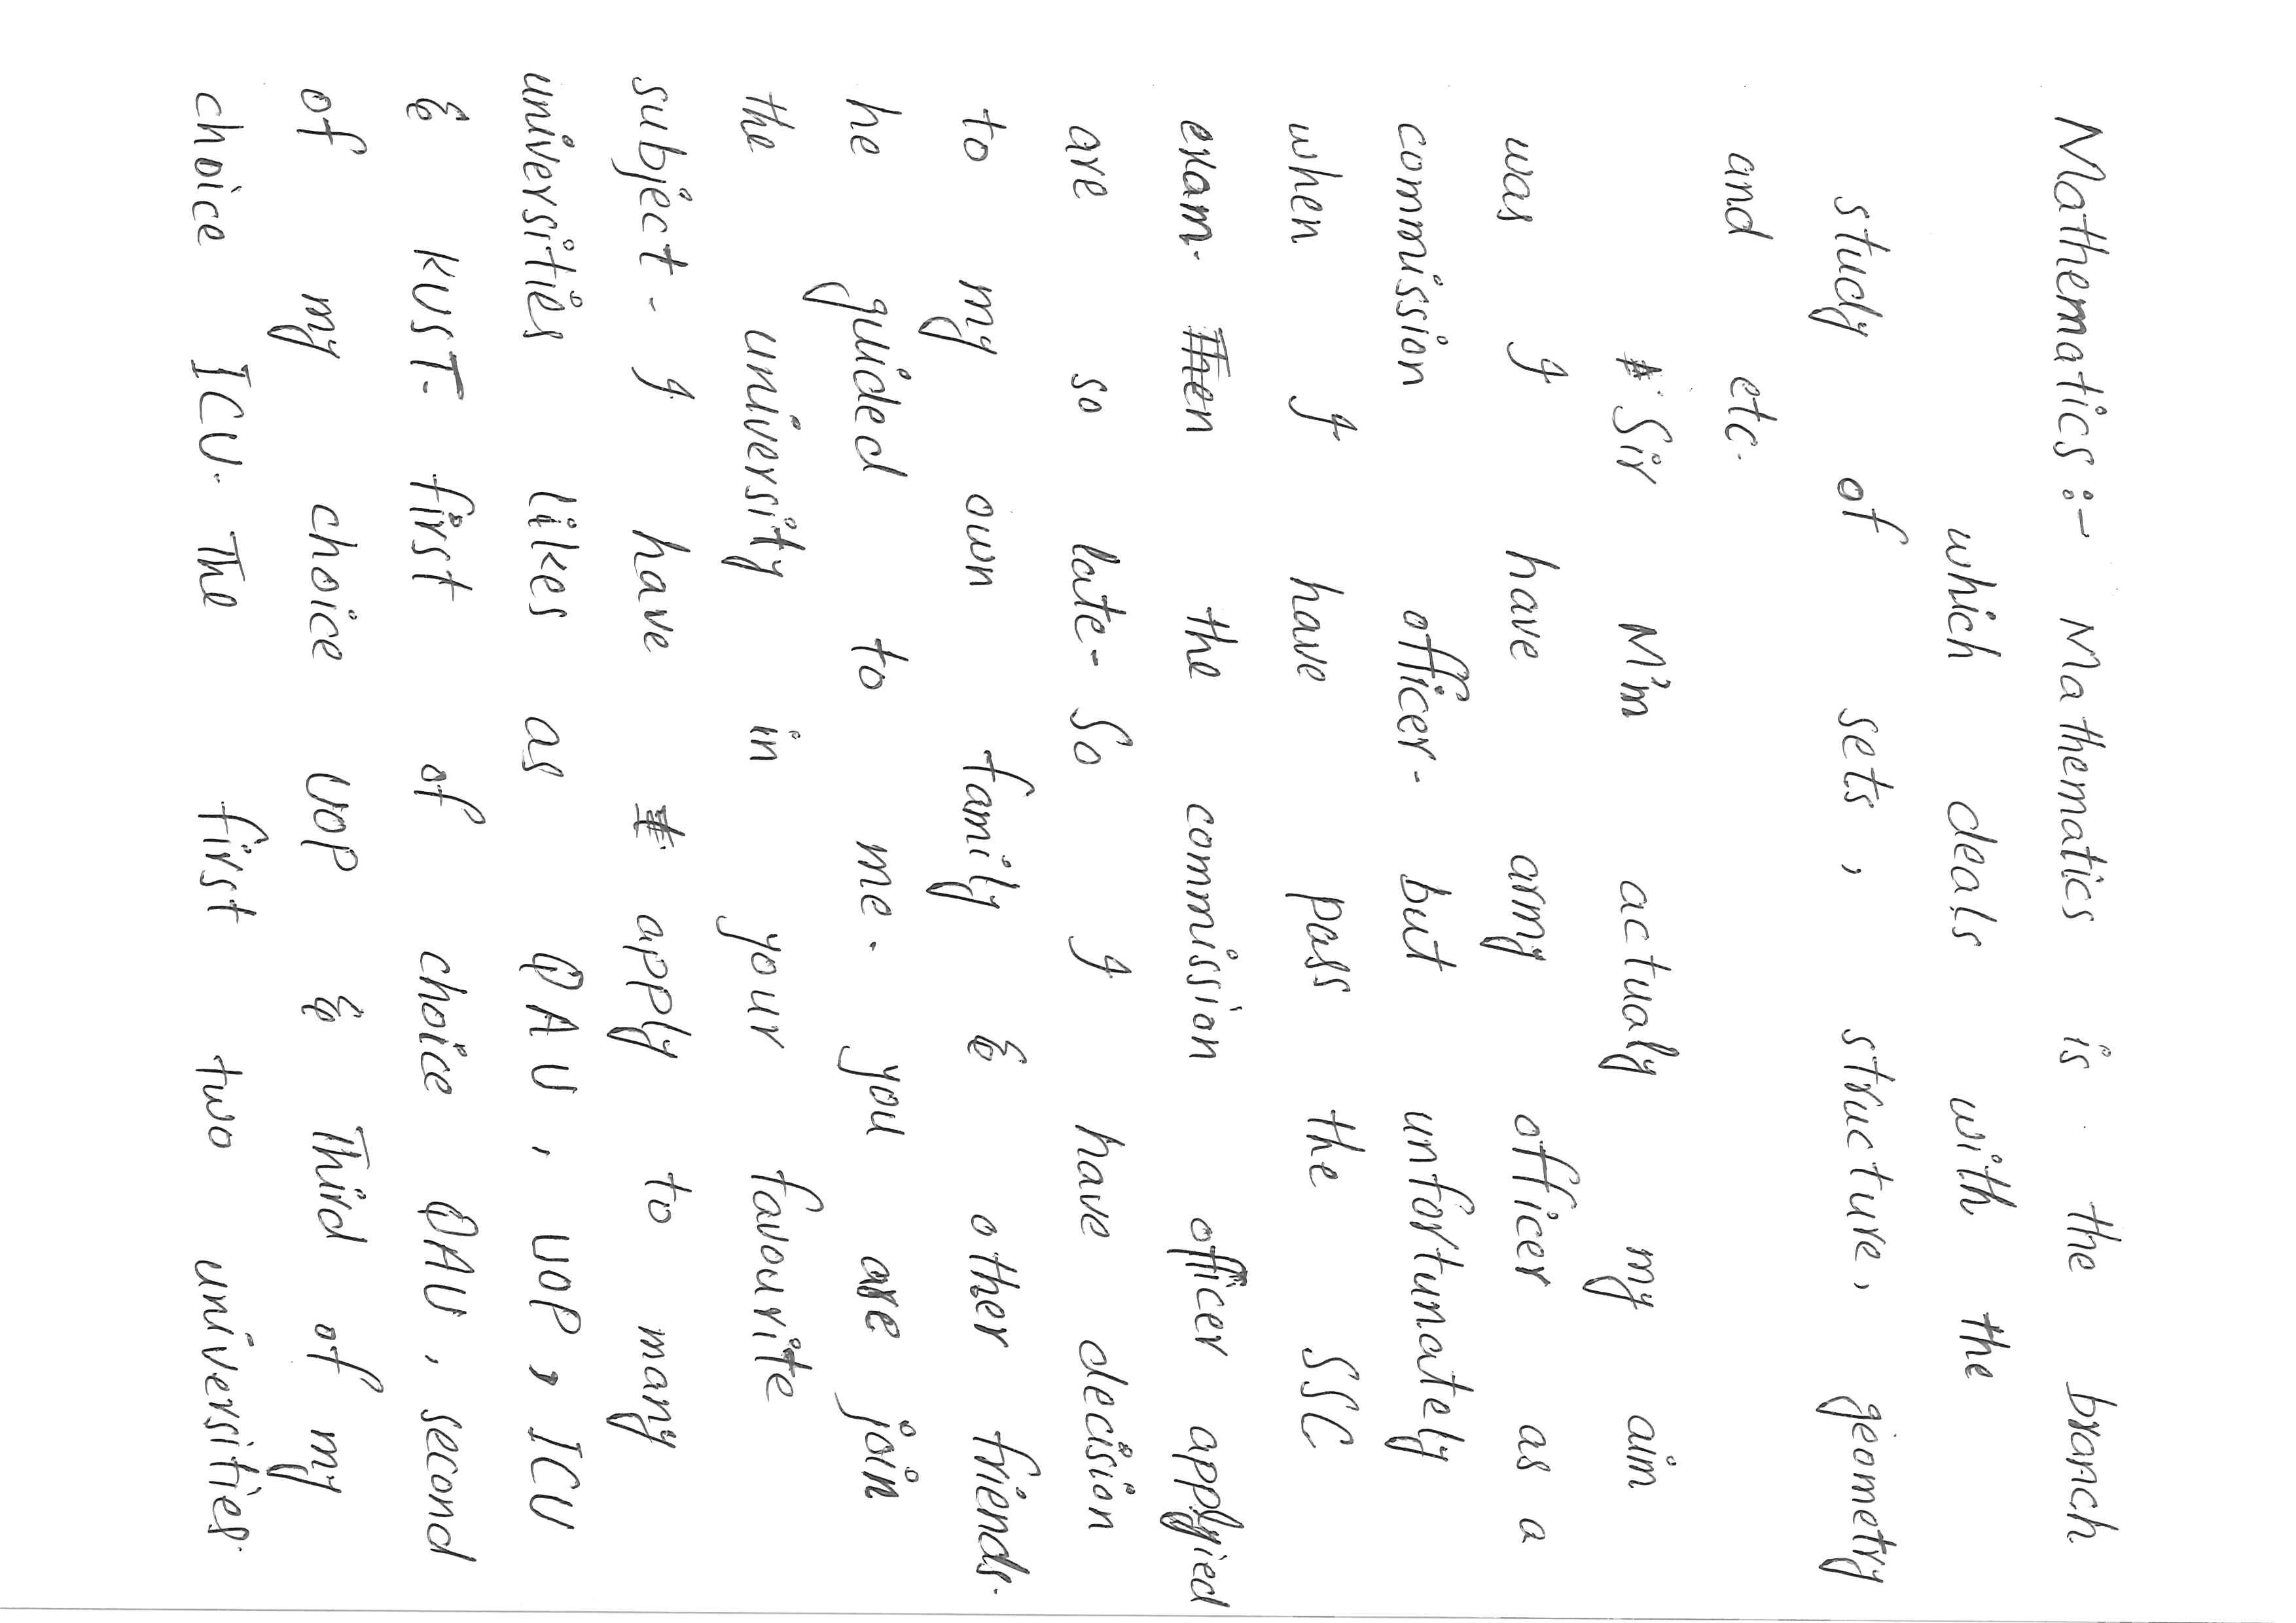 Mathematics :- Mathematics is the branch
which deals with the
study of sets, structure, geometry
and etc.
Sir M'm actualy my aim
was I have army officer as a
commission officer- but unfortunately
when I have pass the SSC
exam. Then the commission officer applyied
are so late- So I have decision
to my own family & other friends.
he guided to me. you are join
the university in your favourite
subject- I have apply to many
universities likes as QAU, UOP, ICU
& KUST- first of choice QAU, second
of my choice UOP & Third of my
choice ICU. The first two universities